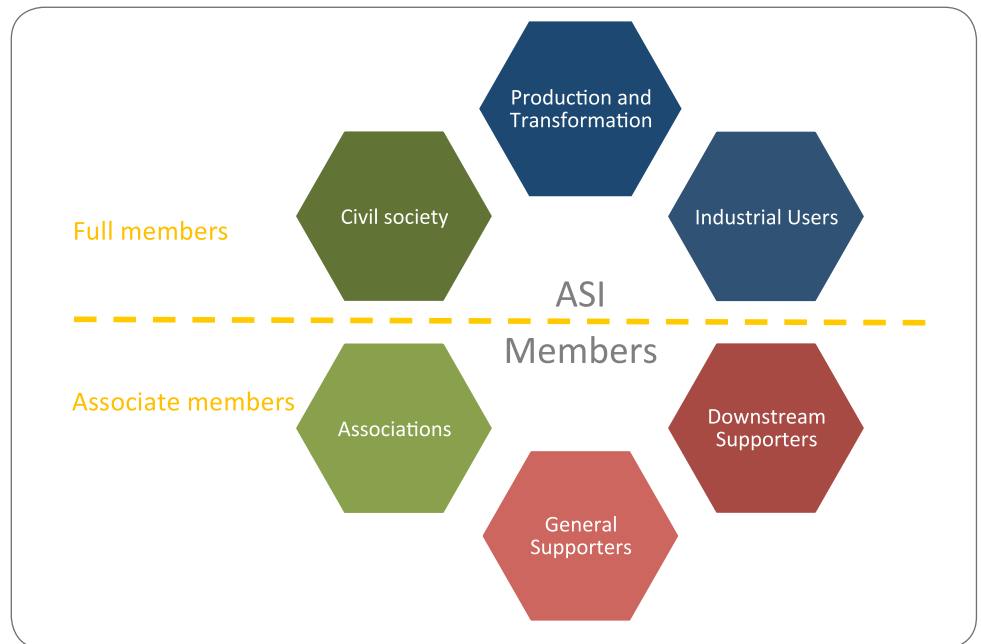 Production and
Transformation
Civil society
Industrial Users
Full members
ASI
Members
Associate members
Associations
Downstream
Supporters
General
Supporters